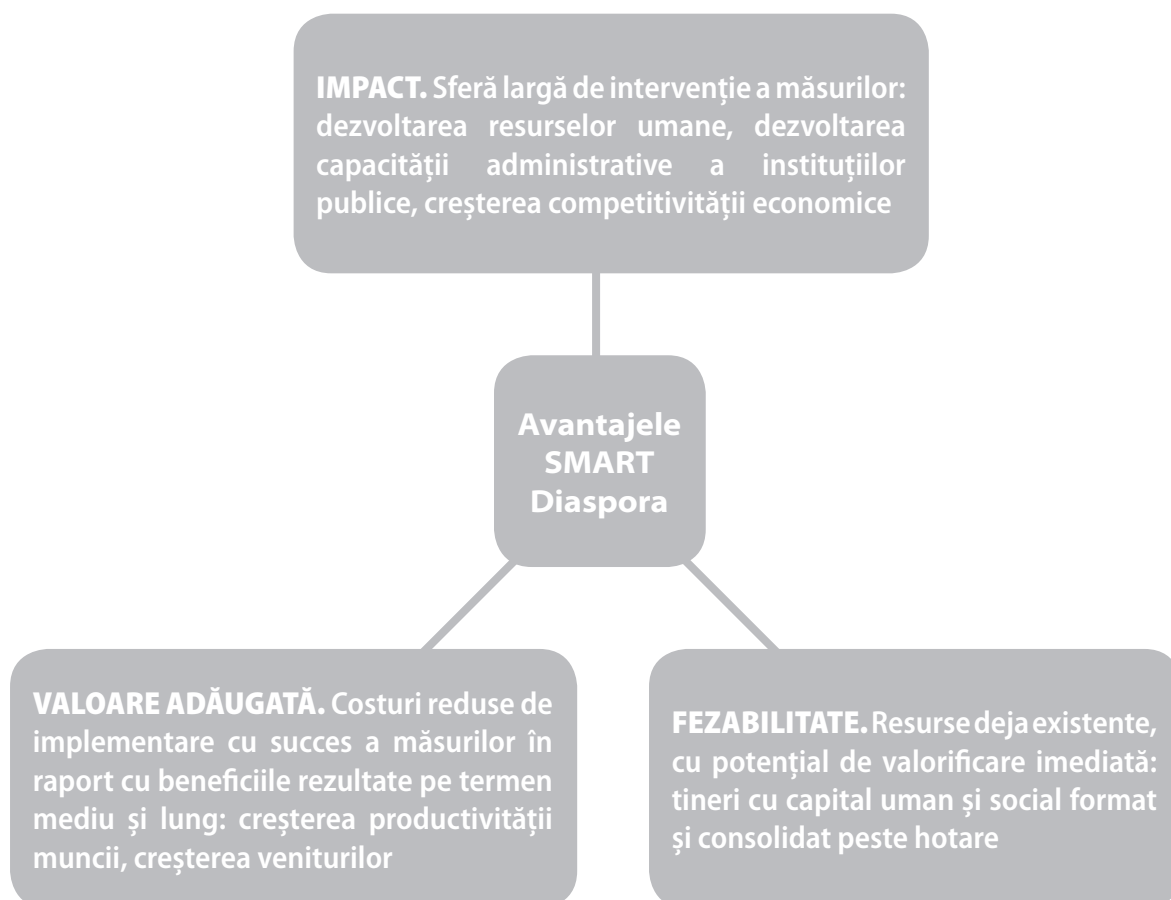 IMPACT. Sferă largă de intervenție a măsurilor:
dezvoltarea resurselor umane, dezvoltarea
capacității administrative a instituțiilor
publice, creșterea competitivității economice
Avantajele
SMART
Diaspora
VALOARE ADĂUGATĂ. Costuri reduse de
implementare cu succes a măsurilor în
raport cu beneficiile rezultate pe termen
mediu și lung: creșterea productivității
muncii, creșterea veniturilor
FEZABILITATE. Resurse deja existente,
cu potențial de valorificare imediată:
tineri cu capital uman și social format
și consolidat peste hotare